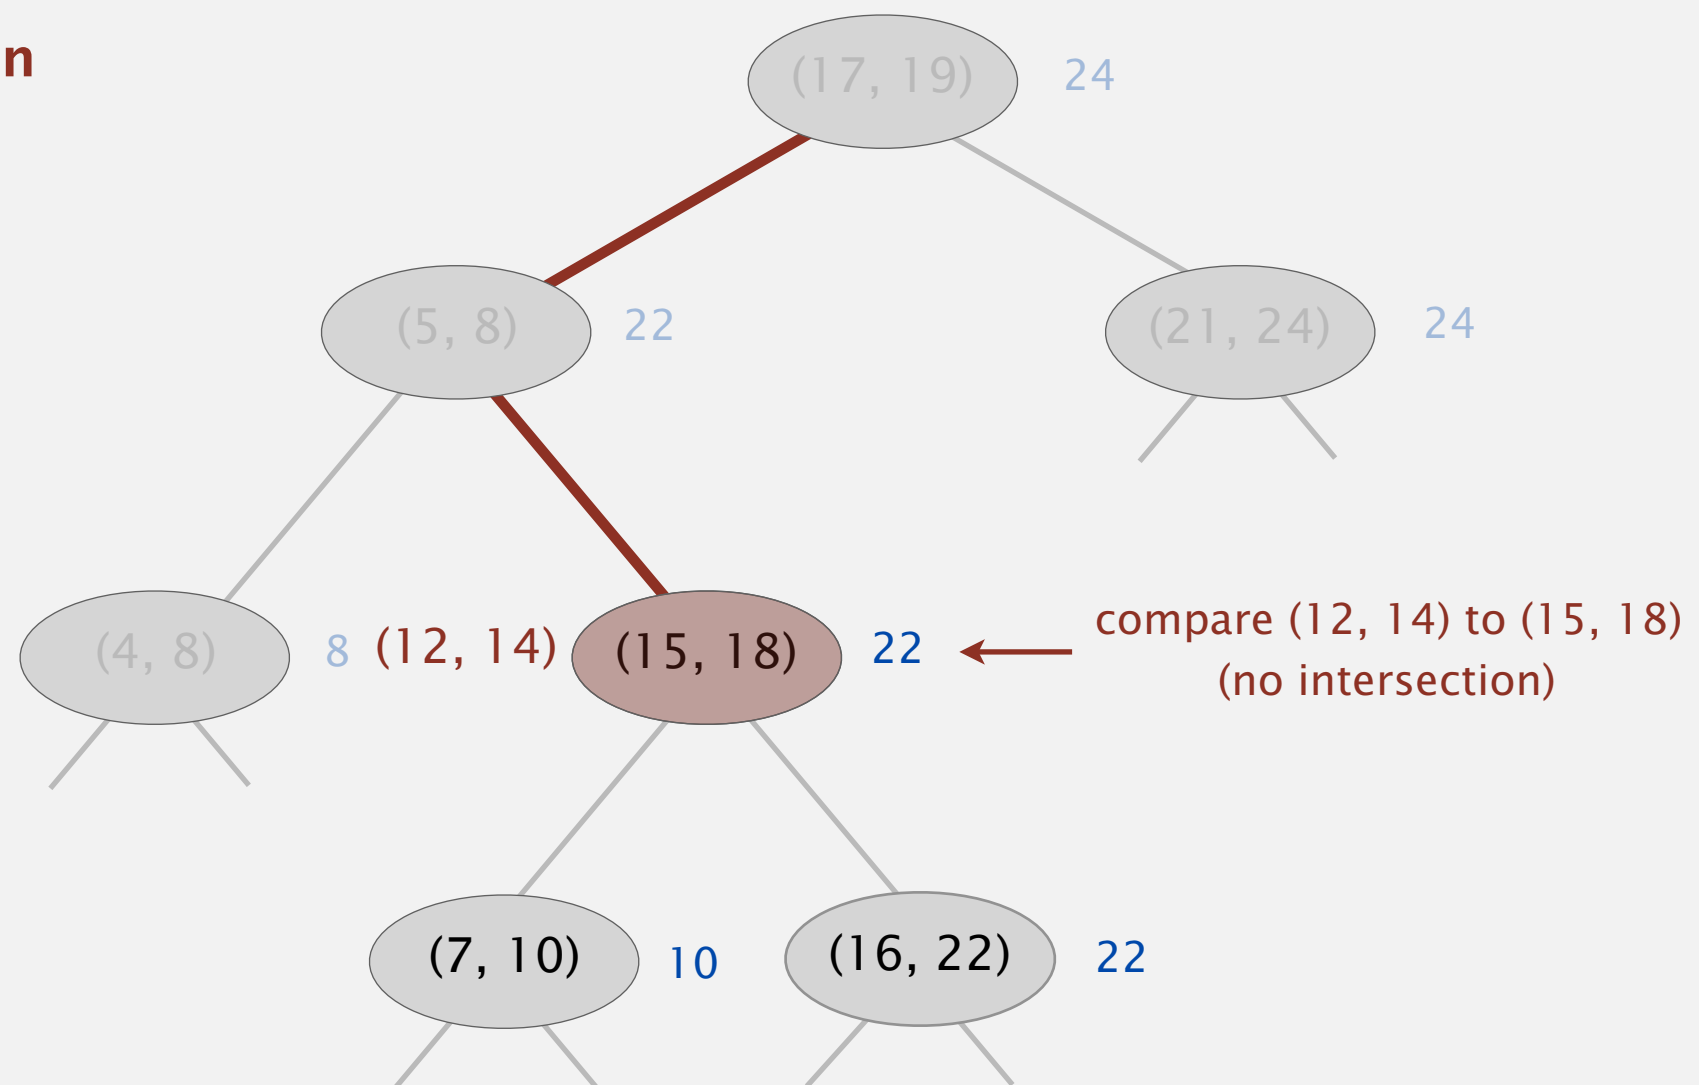 n
(17, 19) 24
(5, 8) 22
(21, 24) 24
(4, 8) 8
(12, 14) (15, 18) 22
compare (12, 14) to (15, 18)
(no intersection)
(7, 10) 10
(16, 22) 22